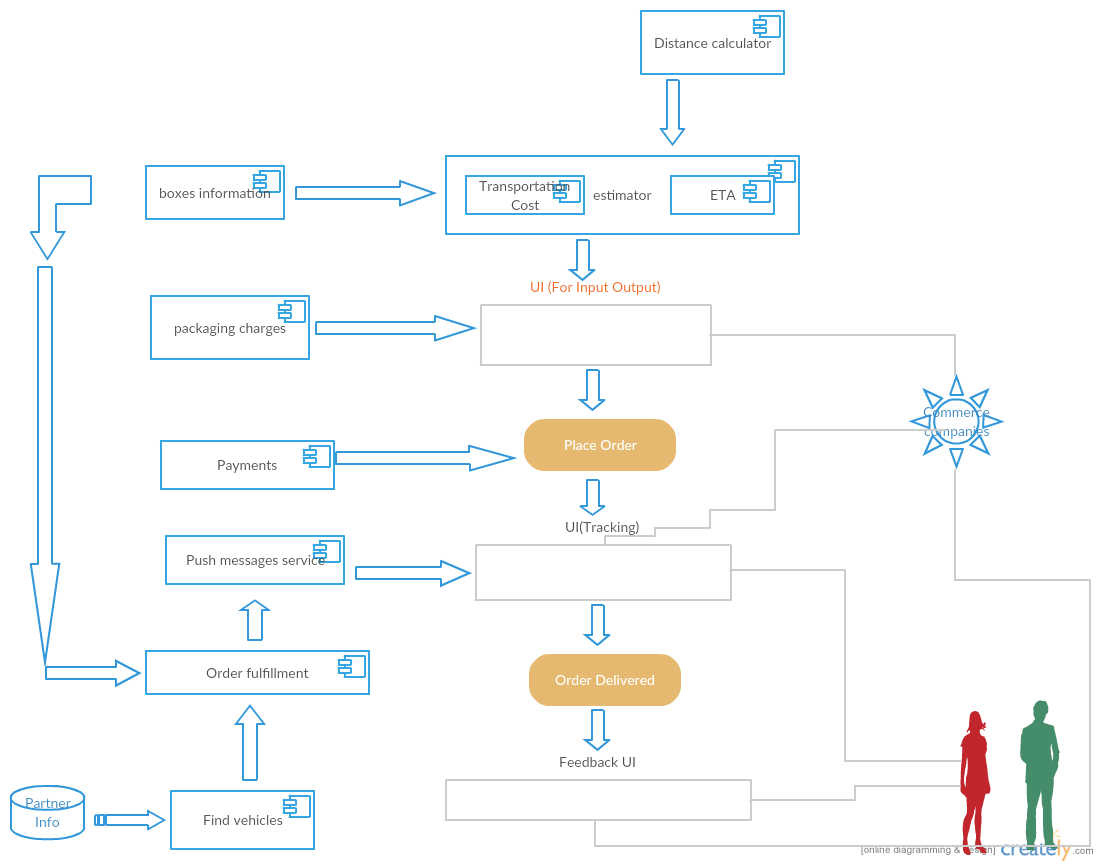 Distance calculator
boxes information
Transportation
Cost
estimator
ETA
UI (For Input Output)
packaging charges
Commerce
companies
Place Order
Payments
UI(Tracking)
Push messages service
Order fulfillment
Order Delivered
Feedback UI
Partner
Info
Find vehicles
[online diagramming & design] creately.com